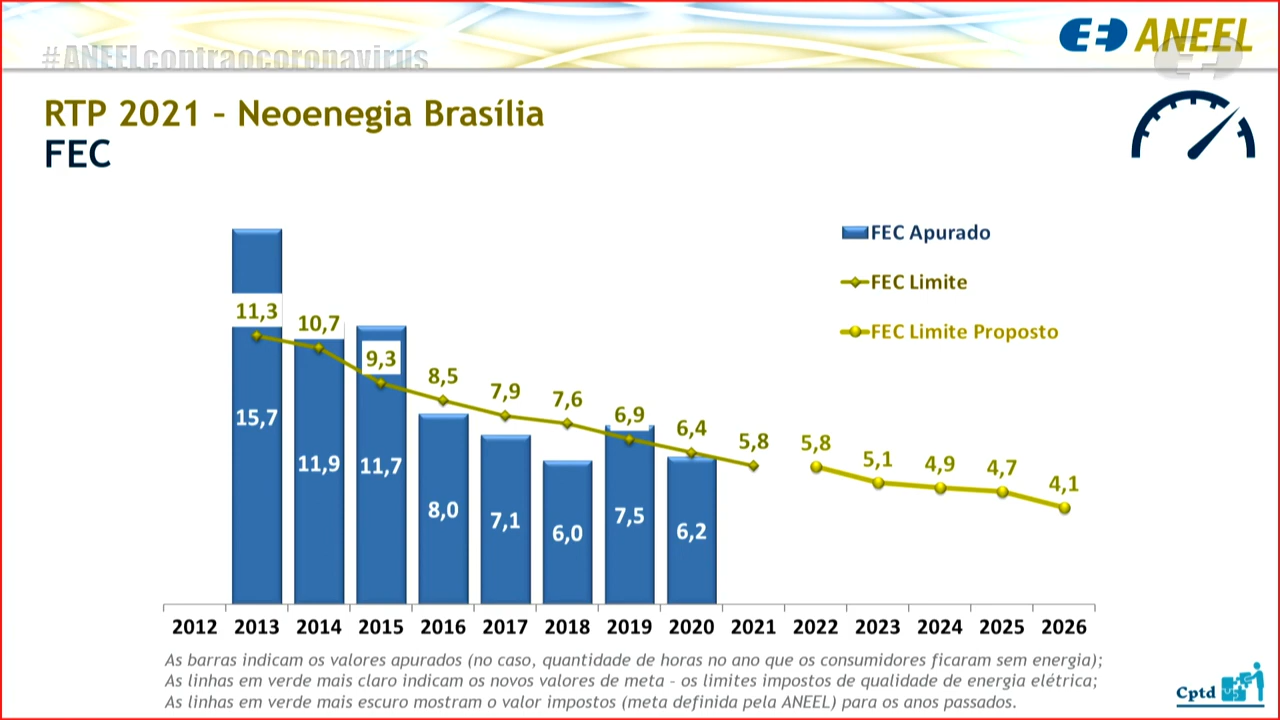 #ANEELcontraocoronavirus
ANEEL
RTP 2021 – Neoenegia Brasília
FEC
FEC Apurado
FEC Limite
FEC Limite Proposto
11,3
10,7
9,3
8,5
7,9
7,6
6,9
6,4
5,8
5,8
5,1
4,9
4,7
4,1
15,7
11,9
11,7
8,0
7,1
6,0
7,5
6,2
2012 2013 2014 2015 2016 2017 2018 2019 2020 2021 2022 2023 2024 2025 2026
As barras indicam os valores apurados (no caso, quantidade de horas no ano que os consumidores ficaram sem energia);
As linhas em verde mais claro indicam os novos valores de meta – os limites impostos de qualidade de energia elétrica;
As linhas em verde mais escuro mostram o valor impostos (meta definida pela ANEEL) para os anos passados.
Cptd